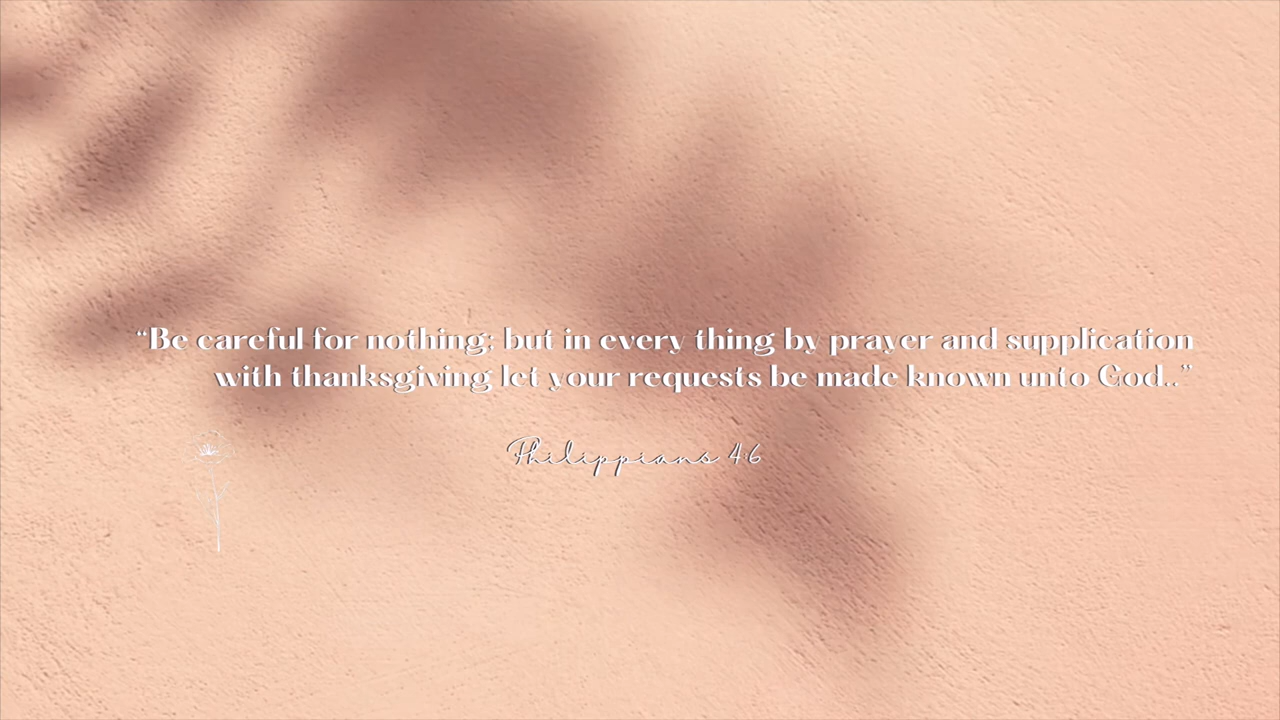 “Be careful for nothing; but in every thing by prayer and supplication
with thanksgiving let your requests be made known unto God..”
Philippians 4:6